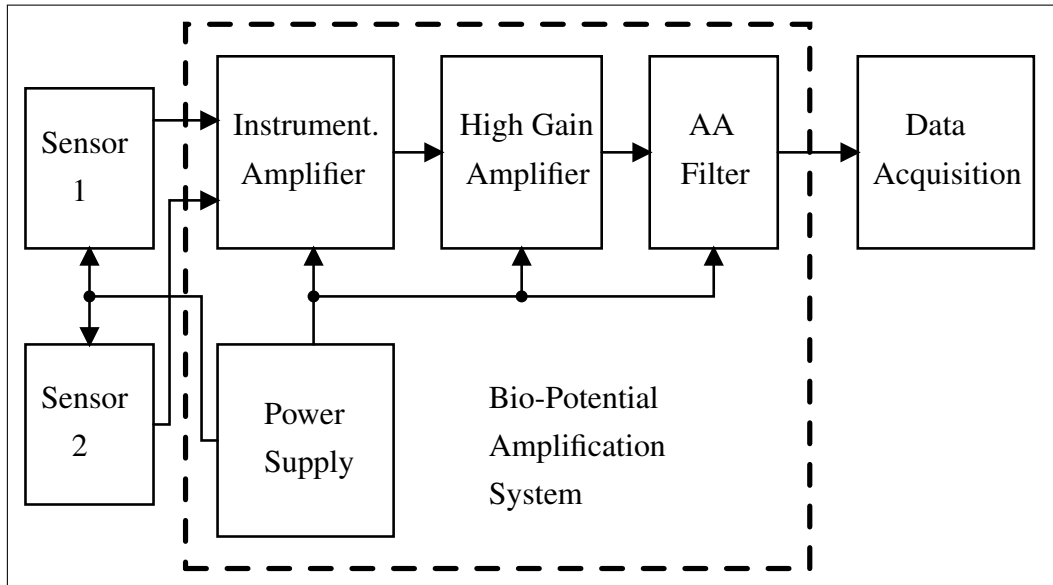 Sensor
1
Instrument.
Amplifier
High Gain
Amplifier
AA
Filter
Data
Acquisition
Sensor
2
Power
Supply
Bio-Potential
Amplification
System